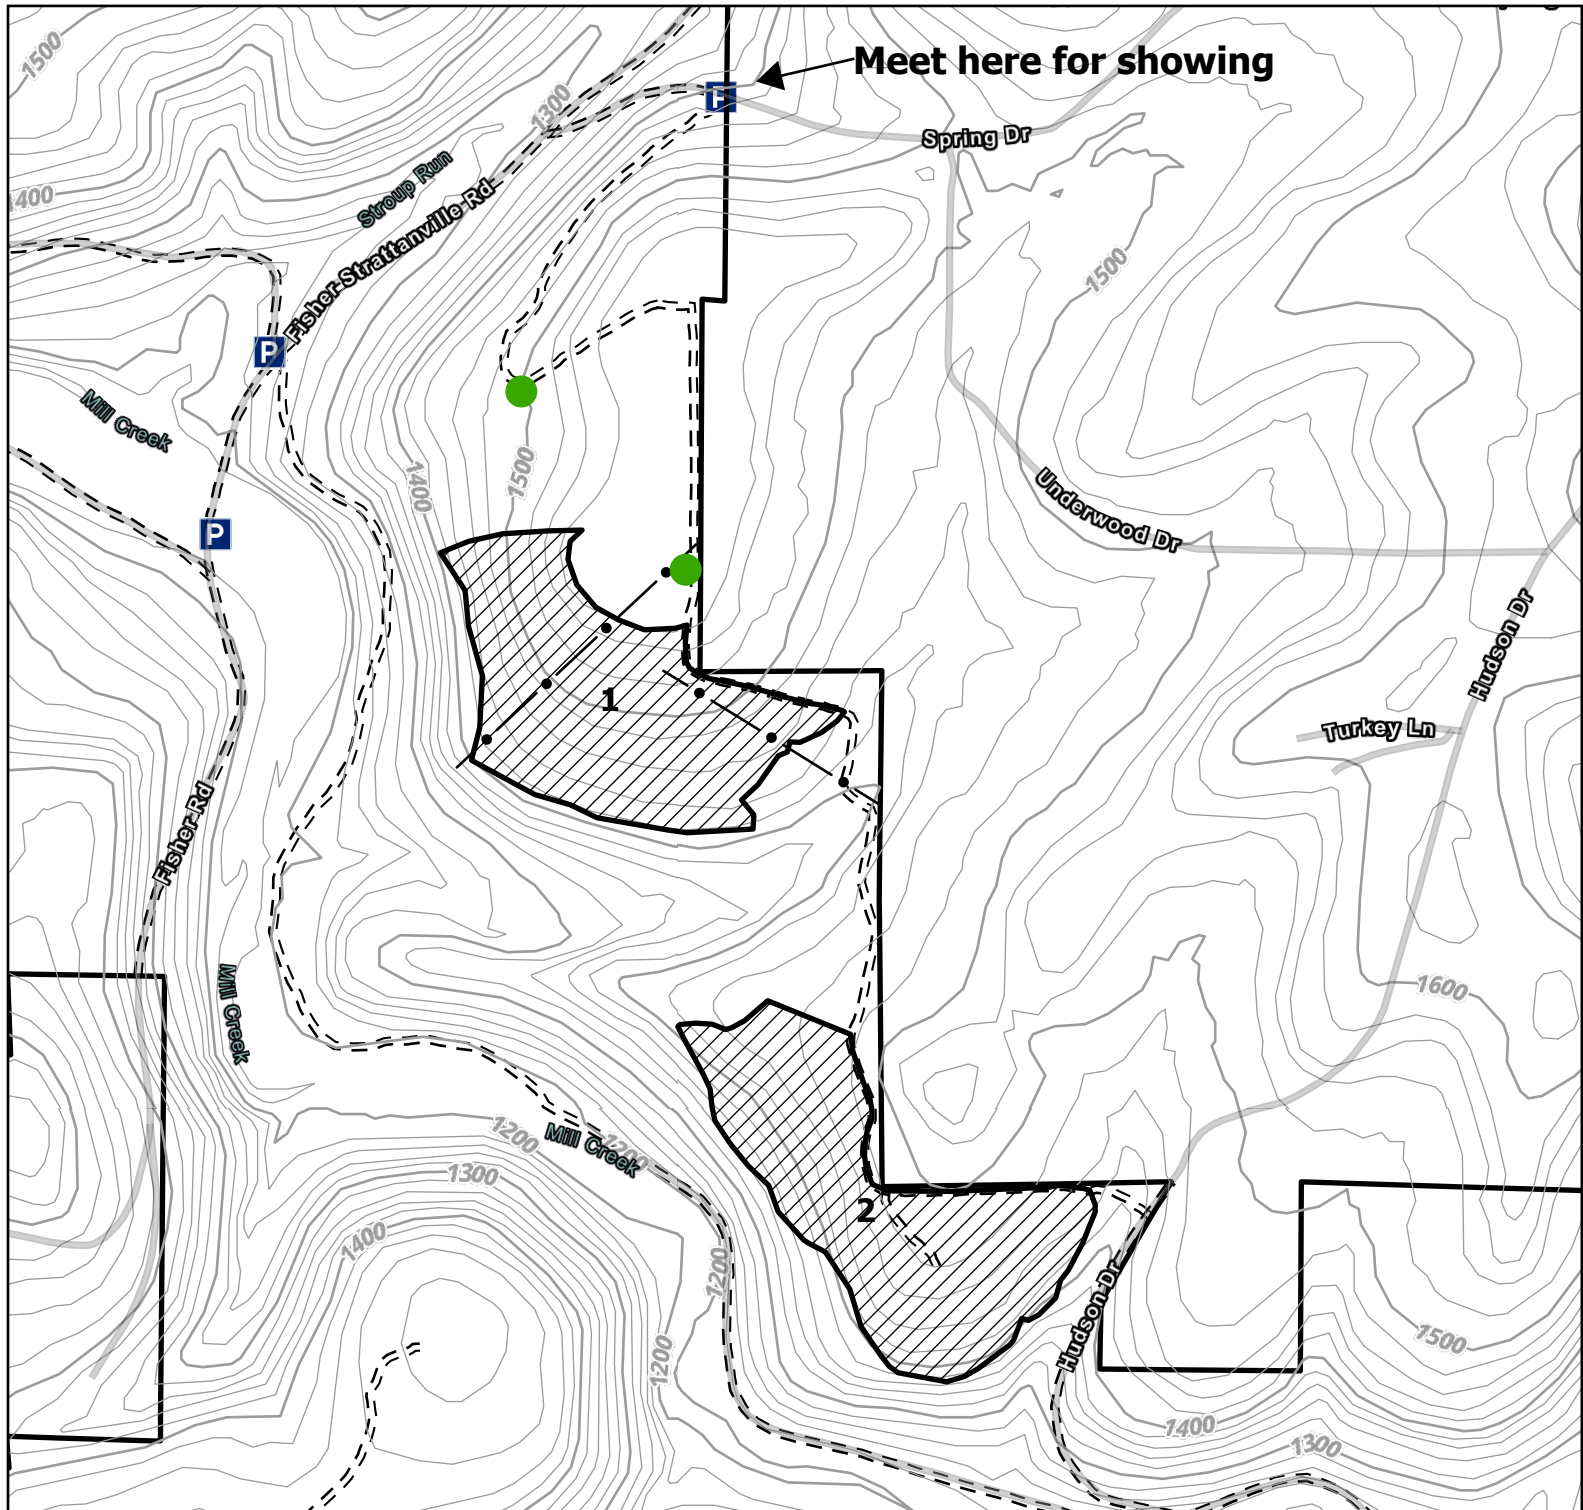 Meet here for showing
1500
1300
P
Spring Dr
Stroup Run
1400
Fisher-Strattanville Rd
1500
P
Mill Creek
1400
1500
Underwood Dr
P
Hudson Dr
1
Turkey Ln
Fisher Rd
1600
Mill Creek
1200
Mill Creek
1200
1300
2
1400
1200
Hudson Dr
1500
1200
1400
1300